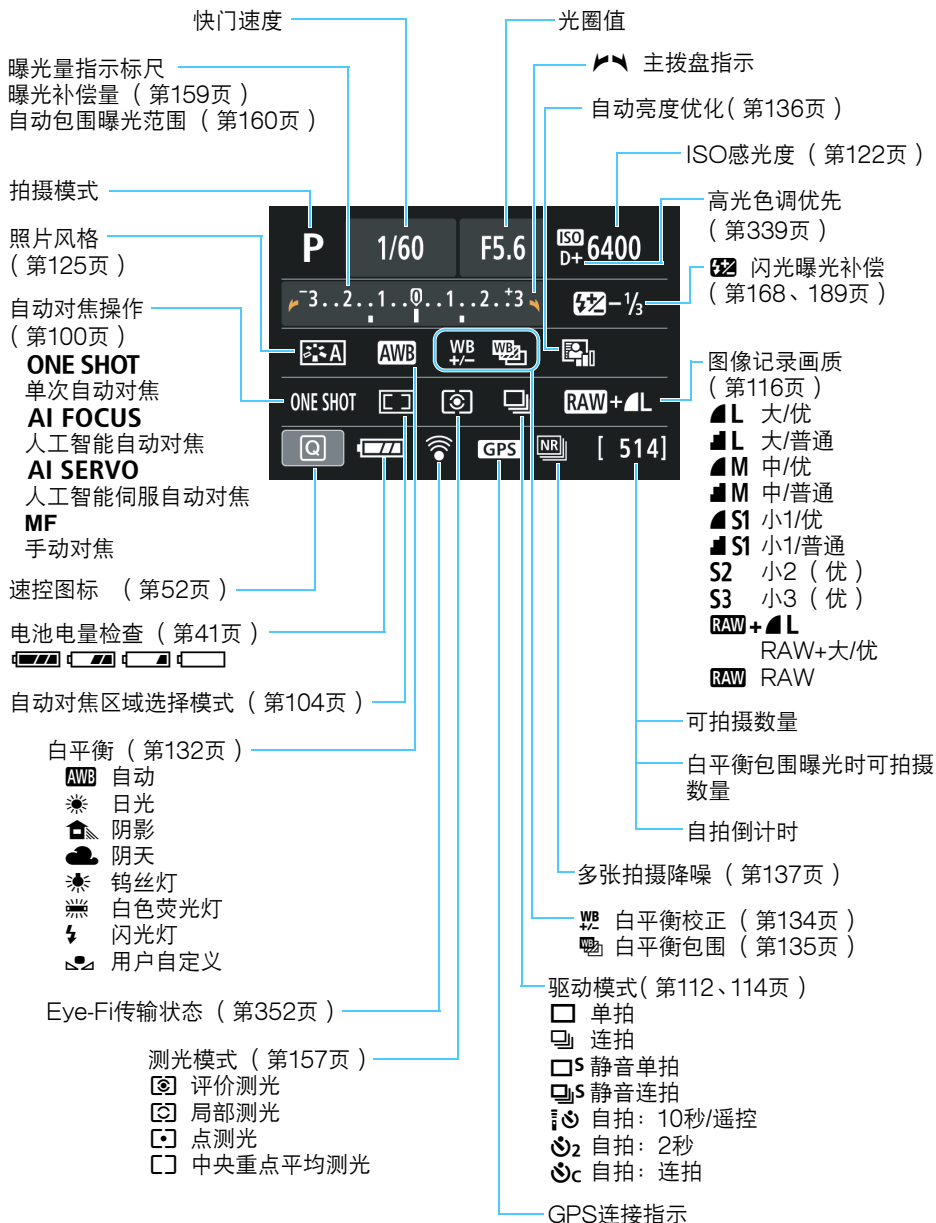 快门速度
光圈值
曝光量指示标尺
曝光补偿量（第159页）
自动包围曝光范围（第160页）
主拨盘指示
自动亮度优化（第136页）
ISO感光度（第122页）
拍摄模式
高光色调优先
（第339页）
照片风格
（第125页）
闪光曝光补偿
（第168、189页）
自动对焦操作
（第100页）
ONE SHOT
单次自动对焦
AI FOCUS
人工智能自动对焦
AI SERVO
人工智能伺服自动对焦
MF
手动对焦
P 1/60 F5.6 ISO D+ 6400
-3..2..1..0..1..2.+3 -1/3
A AWB WB +/- WB
ONE SHOT RAW+L
Q GPS NR [ 514]
图像记录画质
（第116页）
L 大/优
L 大/普通
M 中/优
M 中/普通
S1 小1/优
S1 小1/普通
S2 小2（优）
S3 小3（优）
RAW+L
RAW+大/优
RAW RAW
速控图标 （第52页）
电池电量检查（第41页）
自动对焦区域选择模式（第104页）
可拍摄数量
白平衡包围曝光时可拍摄
数量
自拍倒计时
白平衡（第132页）
AWB 自动
日光
阴影
阴天
钨丝灯
白色荧光灯
闪光灯
用户自定义
多张拍摄降噪（第137页）
WB +/- 白平衡校正（第134页）
WB 白平衡包围（第135页）
Eye-Fi传输状态（第352页）
驱动模式（第112、114页）
单拍
连拍
S 静音单拍
S 静音连拍
自拍：10秒/遥控
2 自拍：2秒
C 自拍：连拍
测光模式（第157页）
评价测光
局部测光
点测光
中央重点平均测光
GPS连接指示